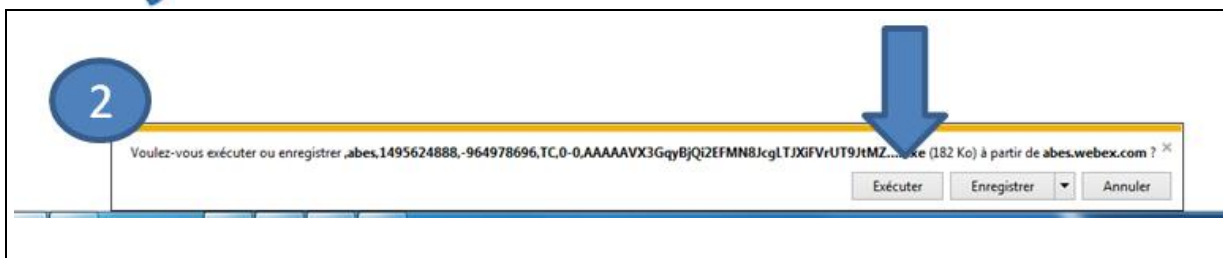 2
Voulez-vous exécuter ou enregistrer ,abes,1495624888,-964978696,TC,0-0,AAAAAVX3GqyBjQi2EFMN8JcgLTJXiFVrUT9JtMZ.... (182 Ko) à partir de abes.webex.com ?
Exécuter Enregistrer Annuler